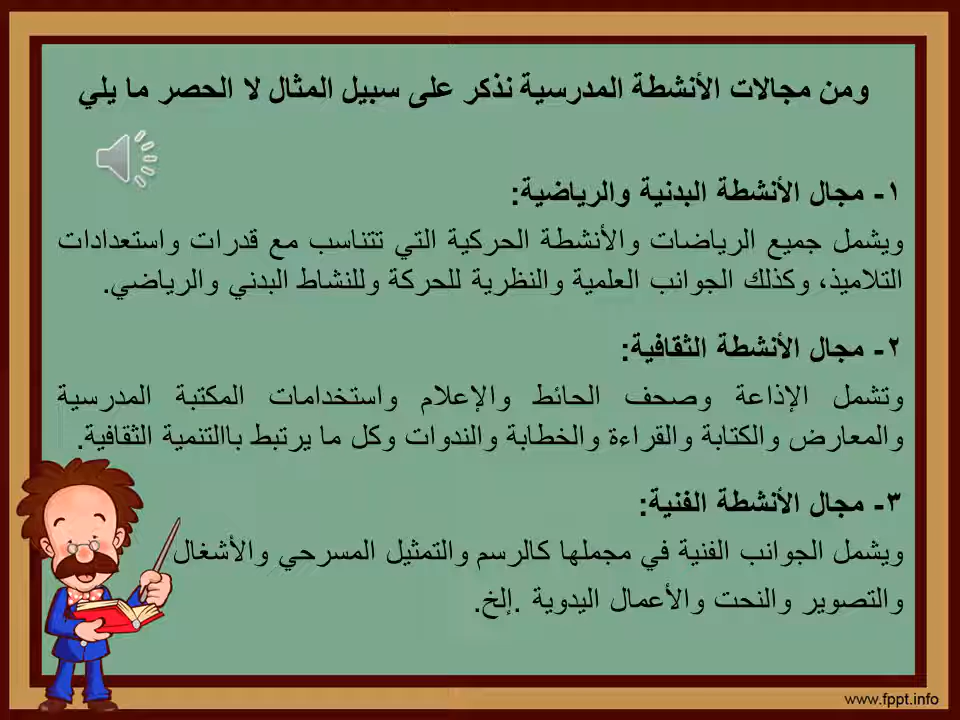 ومن مجالات الأنشطة المدرسية نذكر على سبيل المثال لا الحصر ما يلي
١- مجال الأنشطة البدنية والرياضية:
ويشمل جميع الرياضات والأنشطة الحركية التي تتناسب مع قدرات واستعدادات
التلاميذ، وكذلك الجوانب العلمية والنظرية للحركة وللنشاط البدني والرياضي.
٢- مجال الأنشطة الثقافية:
وتشمل الإذاعة وصحف الحائط والإعلام واستخدامات المكتبة المدرسية
والمعارض والكتابة والقراءة والخطابة والندوات وكل ما يرتبط باالتنمية الثقافية.
٣- مجال الأنشطة الفنية:
ويشمل الجوانب الفنية في مجملها كالرسم والتمثيل المسرحي والأشغال
والتصوير والنحت والأعمال اليدوية .إلخ.
www.fppt.info